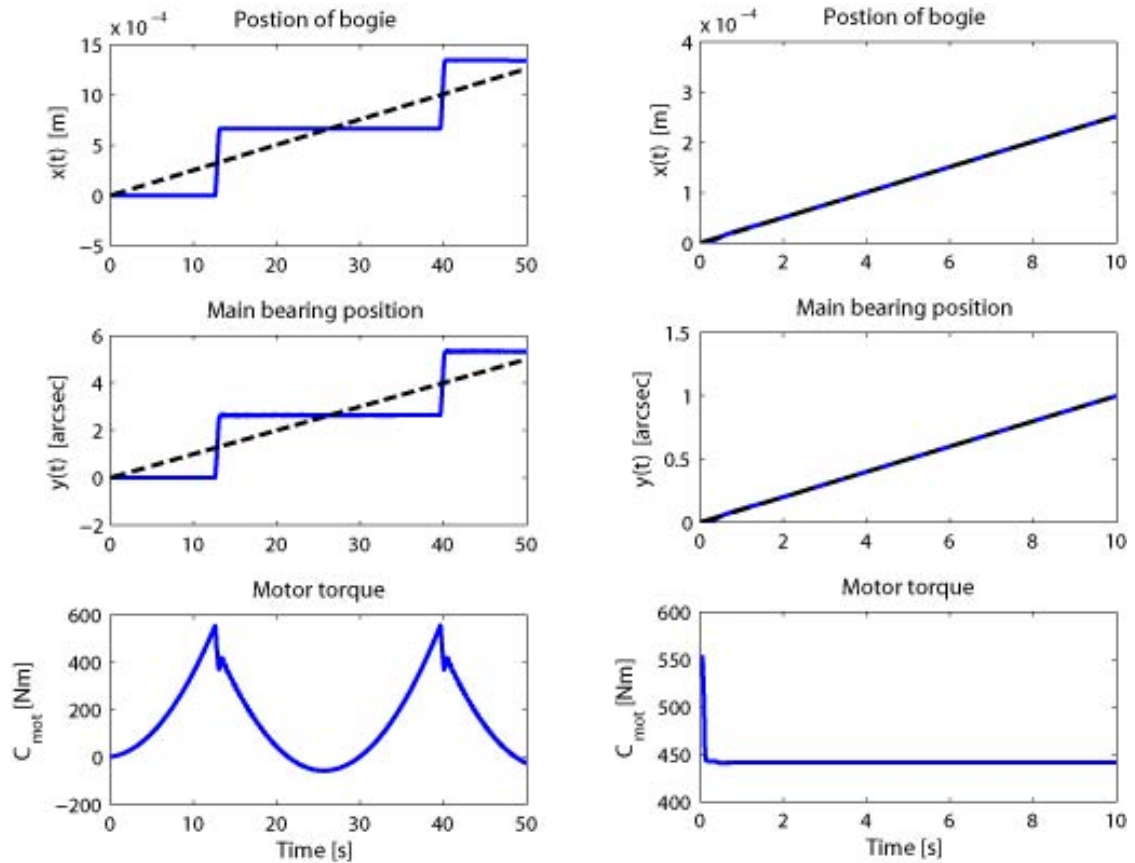 x 10⁻⁴
Postion of bogie
15
10
5
0
−5
x(t) [m]
0 10 20 30 40 50
Main bearing position
6
4
2
0
−2
y(t) [arcsec]
0 10 20 30 40 50
Motor torque
600
400
200
0
−200
C_mot [Nm]
0 10 20 30 40 50
Time [s]
x 10⁻⁴
Postion of bogie
4
3
2
1
0
x(t) [m]
0 2 4 6 8 10
Main bearing position
1.5
1
0.5
0
y(t) [arcsec]
0 2 4 6 8 10
Motor torque
600
550
500
450
400
C_mot [Nm]
0 2 4 6 8 10
Time [s]